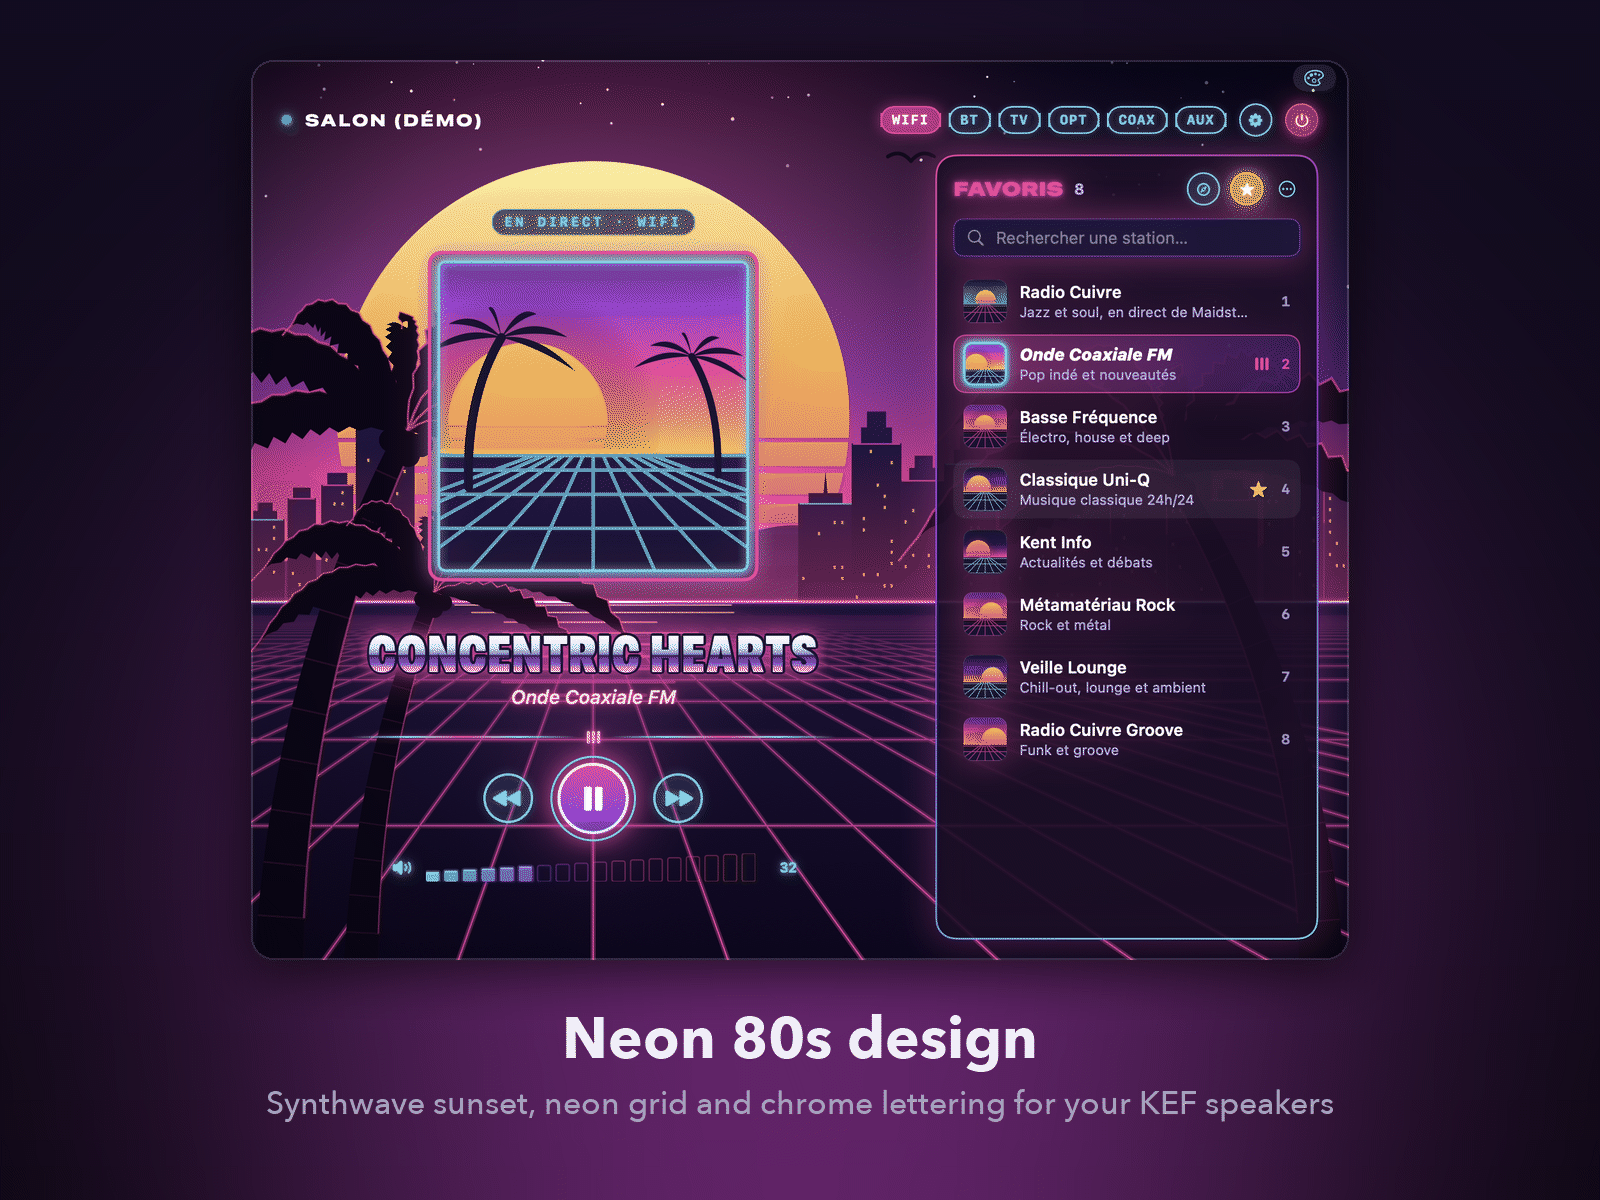 SALON (DÉMO)
WIFI BT TV OPT COAX AUX
EN DIRECT · WIFI
CONCENTRIC HEARTS
Onde Coaxiale FM
32
FAVORIS 8
Rechercher une station...
Radio Cuivre
Jazz et soul, en direct de Maidst...
1
Onde Coaxiale FM
Pop indé et nouveautés
2
Basse Fréquence
Électro, house et deep
3
Classique Uni-Q
Musique classique 24h/24
4
Kent Info
Actualités et débats
5
Métamatériau Rock
Rock et métal
6
Veille Lounge
Chill-out, lounge et ambient
7
Radio Cuivre Groove
Funk et groove
8
Neon 80s design
Synthwave sunset, neon grid and chrome lettering for your KEF speakers